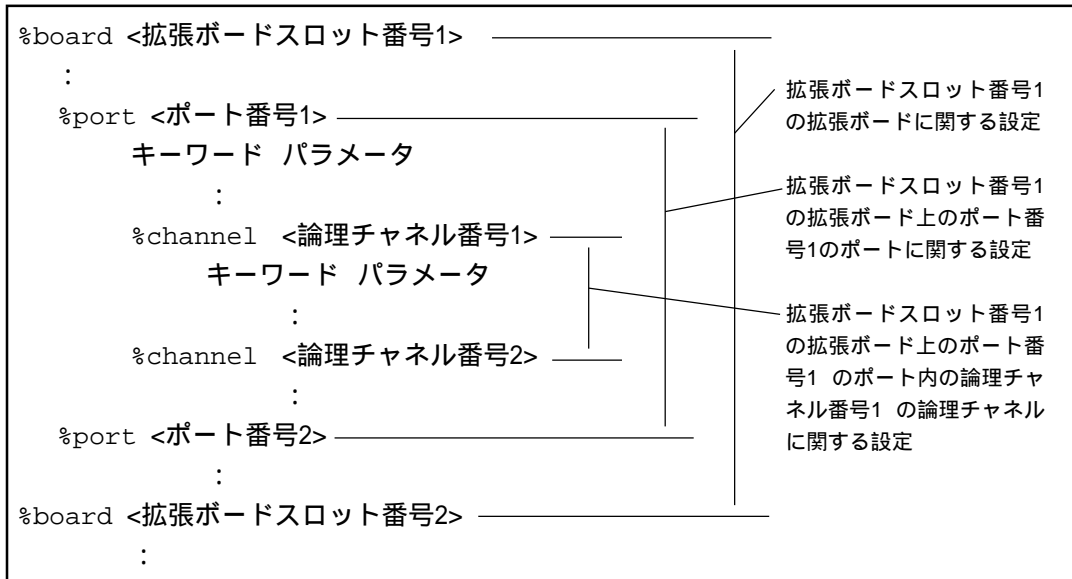 %board <拡張ボードスロット番号1>
:
%port <ポート番号1>
キーワード パラメータ
:
%channel <論理チャネル番号1>
キーワード パラメータ
:
%channel <論理チャネル番号2>
:
%port <ポート番号2>
:
%board <拡張ボードスロット番号2>
:
拡張ボードスロット番号1
の拡張ボードに関する設定
拡張ボードスロット番号1
の拡張ボード上のポート番
号1のポートに関する設定
拡張ボードスロット番号1
の拡張ボード上のポート番
号1 のポート内の論理チャ
ネル番号1 の論理チャネル
に関する設定